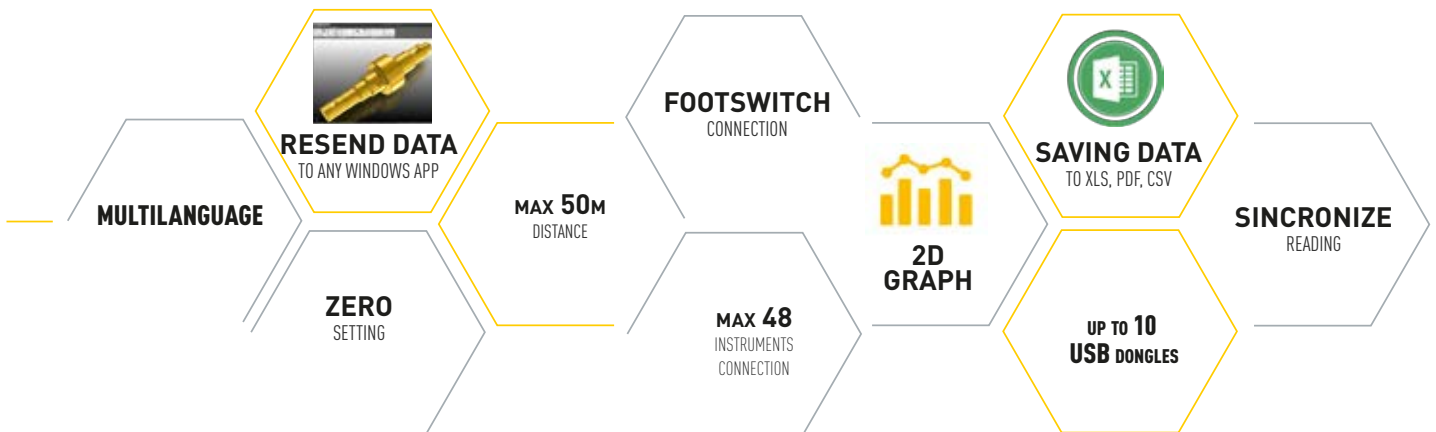 MULTILANGUAGE
RESEND DATA
TO ANY WINDOWS APP
ZERO
SETTING
MAX 50M
DISTANCE
FOOTSWITCH
CONNECTION
MAX 48
INSTRUMENTS
CONNECTION
2D
GRAPH
X
SAVING DATA
TO XLS, PDF, CSV
UP TO 10
USB DONGLES
SINCRONIZE
READING